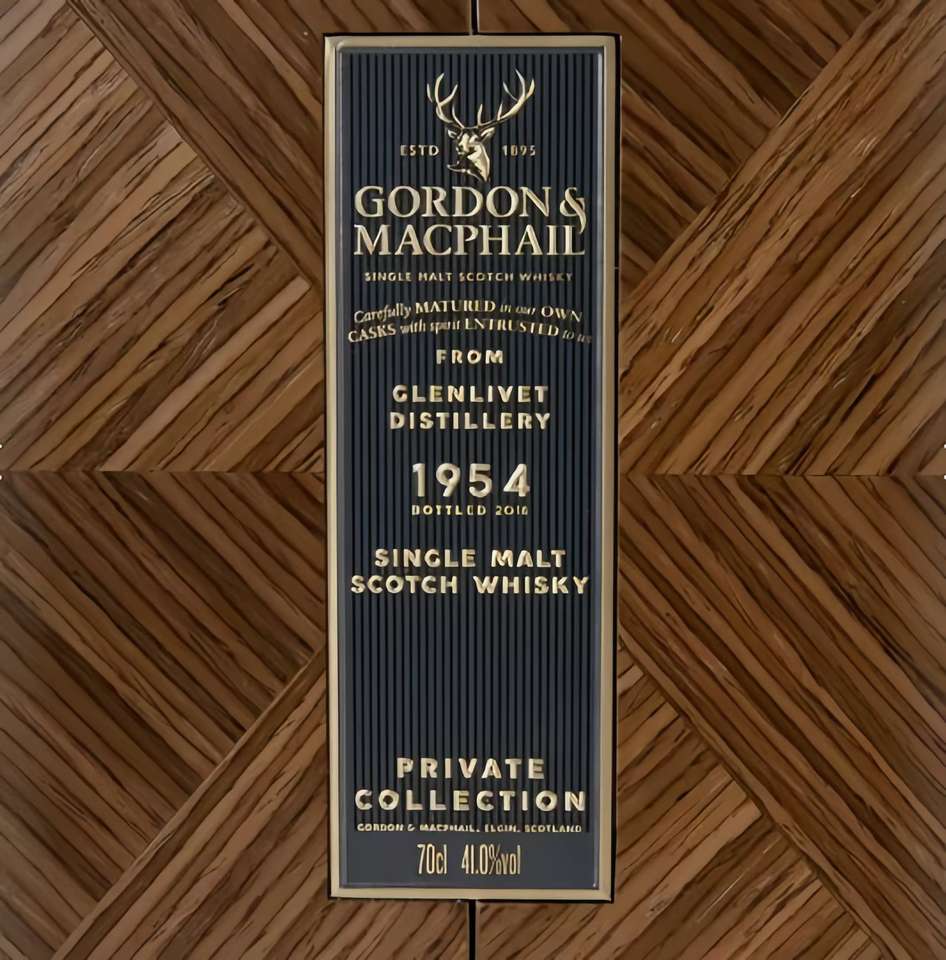 ESTD 1895
GORDON &
MACPHAIL
SINGLE MALT SCOTCH WHISKY
Carefully MATURED in our OWN
CASKS with spirit ENTRUSTED to us
FROM
GLENLIVET
DISTILLERY
1954
BOTTLED 2018
SINGLE MALT
SCOTCH WHISKY
PRIVATE
COLLECTION
GORDON & MACPHAIL, ELGIN, SCOTLAND
70cl 41.0%vol